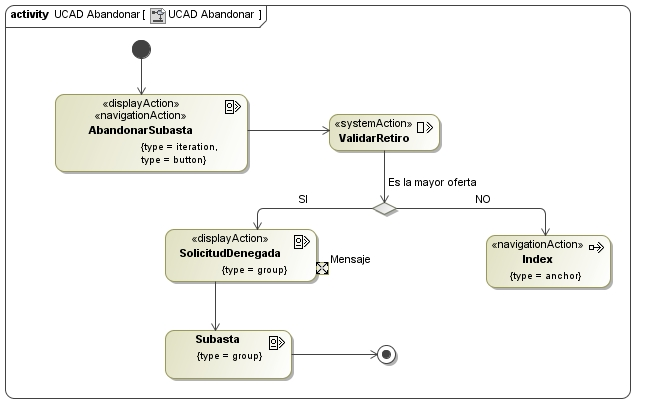 activity UCAD Abandonar [ UCAD Abandonar ]
«displayAction»
«navigationAction»
AbandonarSubasta
{type = iteration,
type = button}
«systemAction»
ValidarRetiro
Es la mayor oferta
SI
NO
«displayAction»
SolicitudDenegada
{type = group}
Mensaje
«navigationAction»
Index
{type = anchor}
Subasta
{type = group}